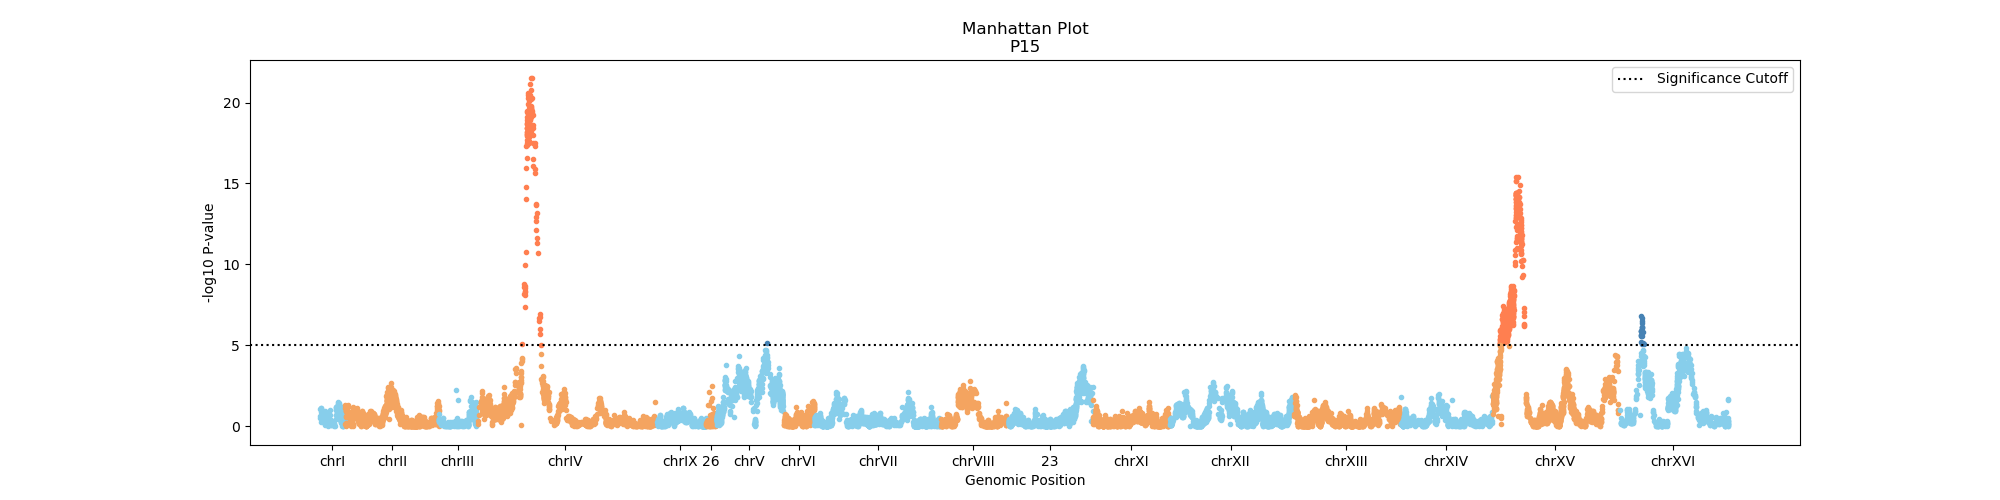 Manhattan Plot
P15
Significance Cutoff
-log10 P-value
20
15
10
5
0
chrI chrII chrIII chrIV chrIX 26 chrV chrVI chrVII chrVIII 23 chrXI chrXII chrXIII chrXIV chrXV chrXVI
Genomic Position